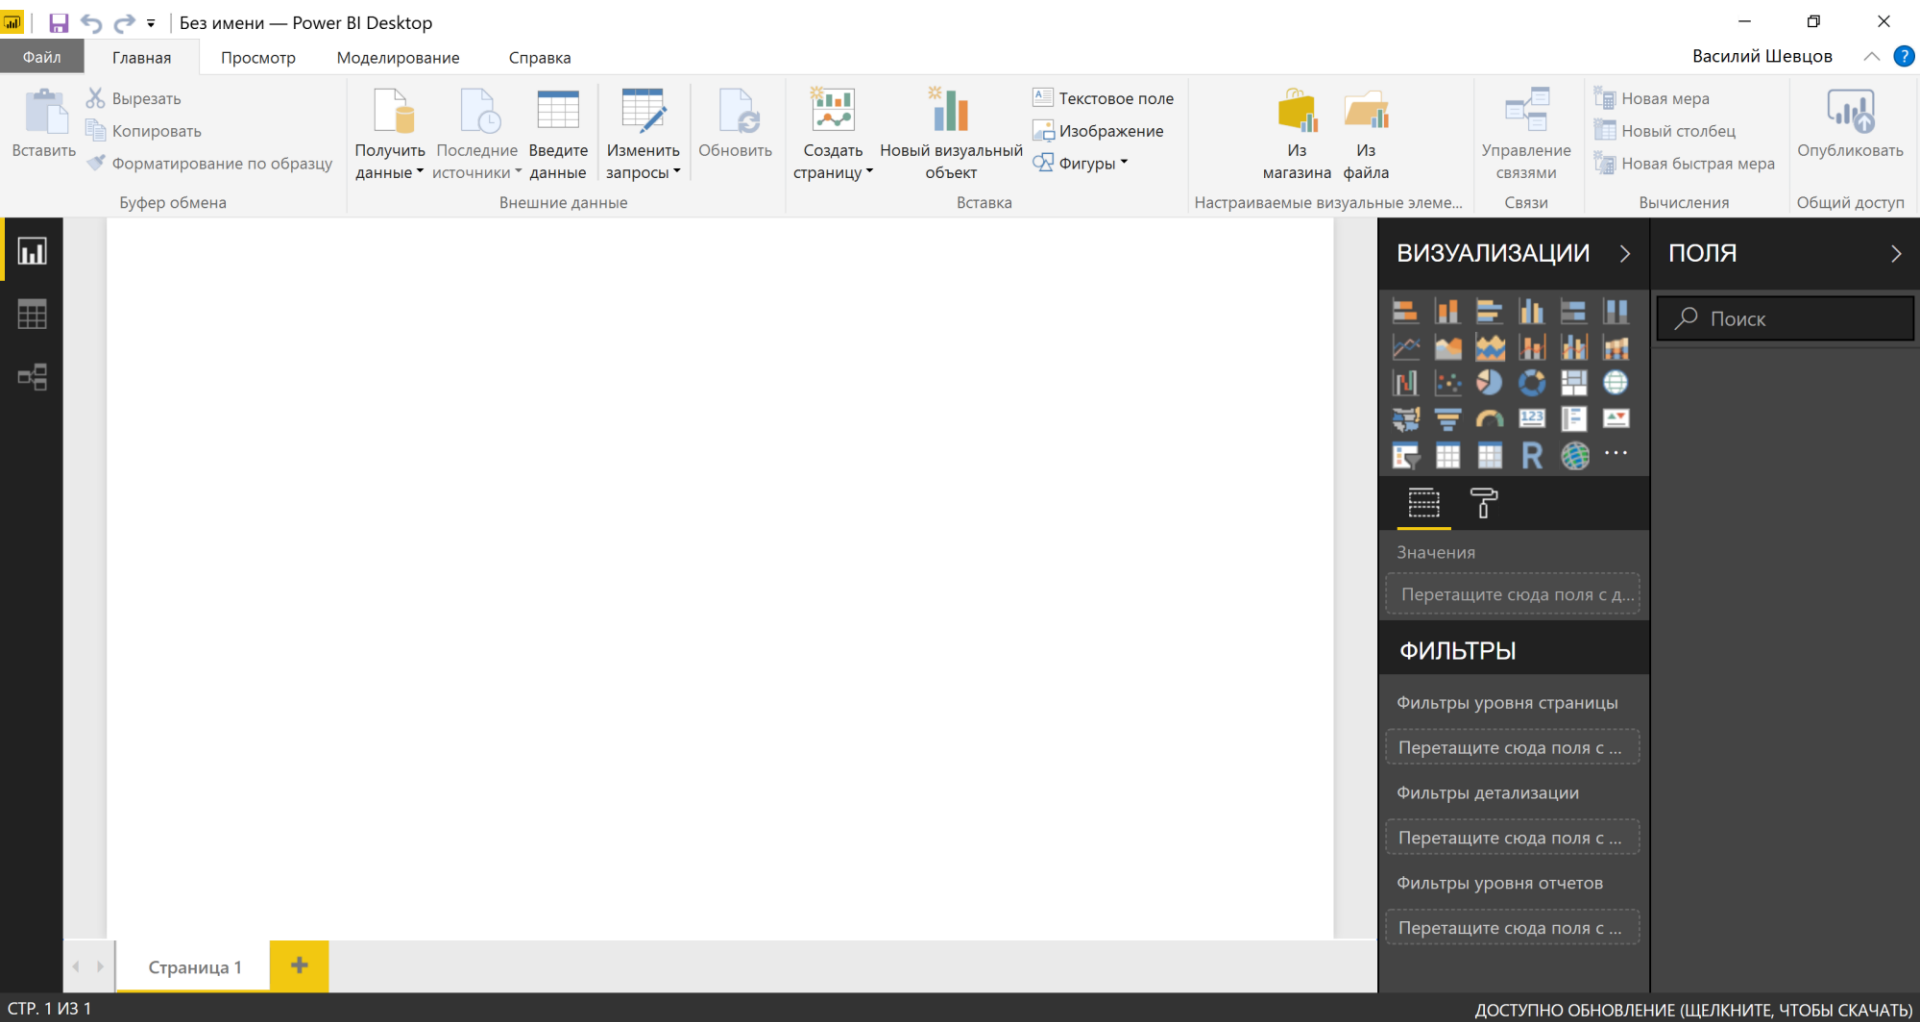 Без имени — Power BI Desktop
Файл
Главная
Просмотр
Моделирование
Справка
Василий Шевцов
?
Вставить
Вырезать
Копировать
Форматирование по образцу
Буфер обмена
Получить
данные
Последние
источники
Введите
данные
Изменить
запросы
Обновить
Внешние данные
Создать
страницу
Новый визуальный
объект
Текстовое поле
Изображение
Фигуры
Вставка
Из
магазина
Из
файла
Настраиваемые визуальные элеме...
Управление
связями
Связи
Новая мера
Новый столбец
Новая быстрая мера
Вычисления
Опубликовать
Общий доступ
ВИЗУАЛИЗАЦИИ
123
R
...
Значения
Перетащите сюда поля с д...
ФИЛЬТРЫ
Фильтры уровня страницы
Перетащите сюда поля с ...
Фильтры детализации
Перетащите сюда поля с ...
Фильтры уровня отчетов
Перетащите сюда поля с ...
ПОЛЯ
Поиск
Страница 1
+
СТР. 1 ИЗ 1
ДОСТУПНО ОБНОВЛЕНИЕ (ЩЕЛКНИТЕ, ЧТОБЫ СКАЧАТЬ)